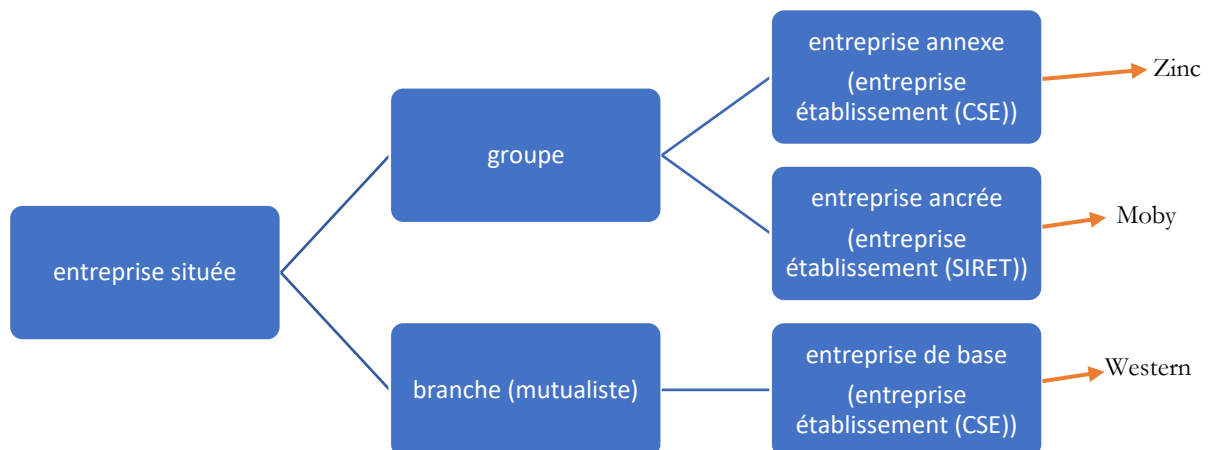 entreprise annexe
(entreprise
établissement (CSE))
Zinc
groupe
entreprise ancrée
(entreprise
établissement (SIRET))
Moby
entreprise située
branche (mutualiste)
entreprise de base
(entreprise
établissement (CSE))
Western